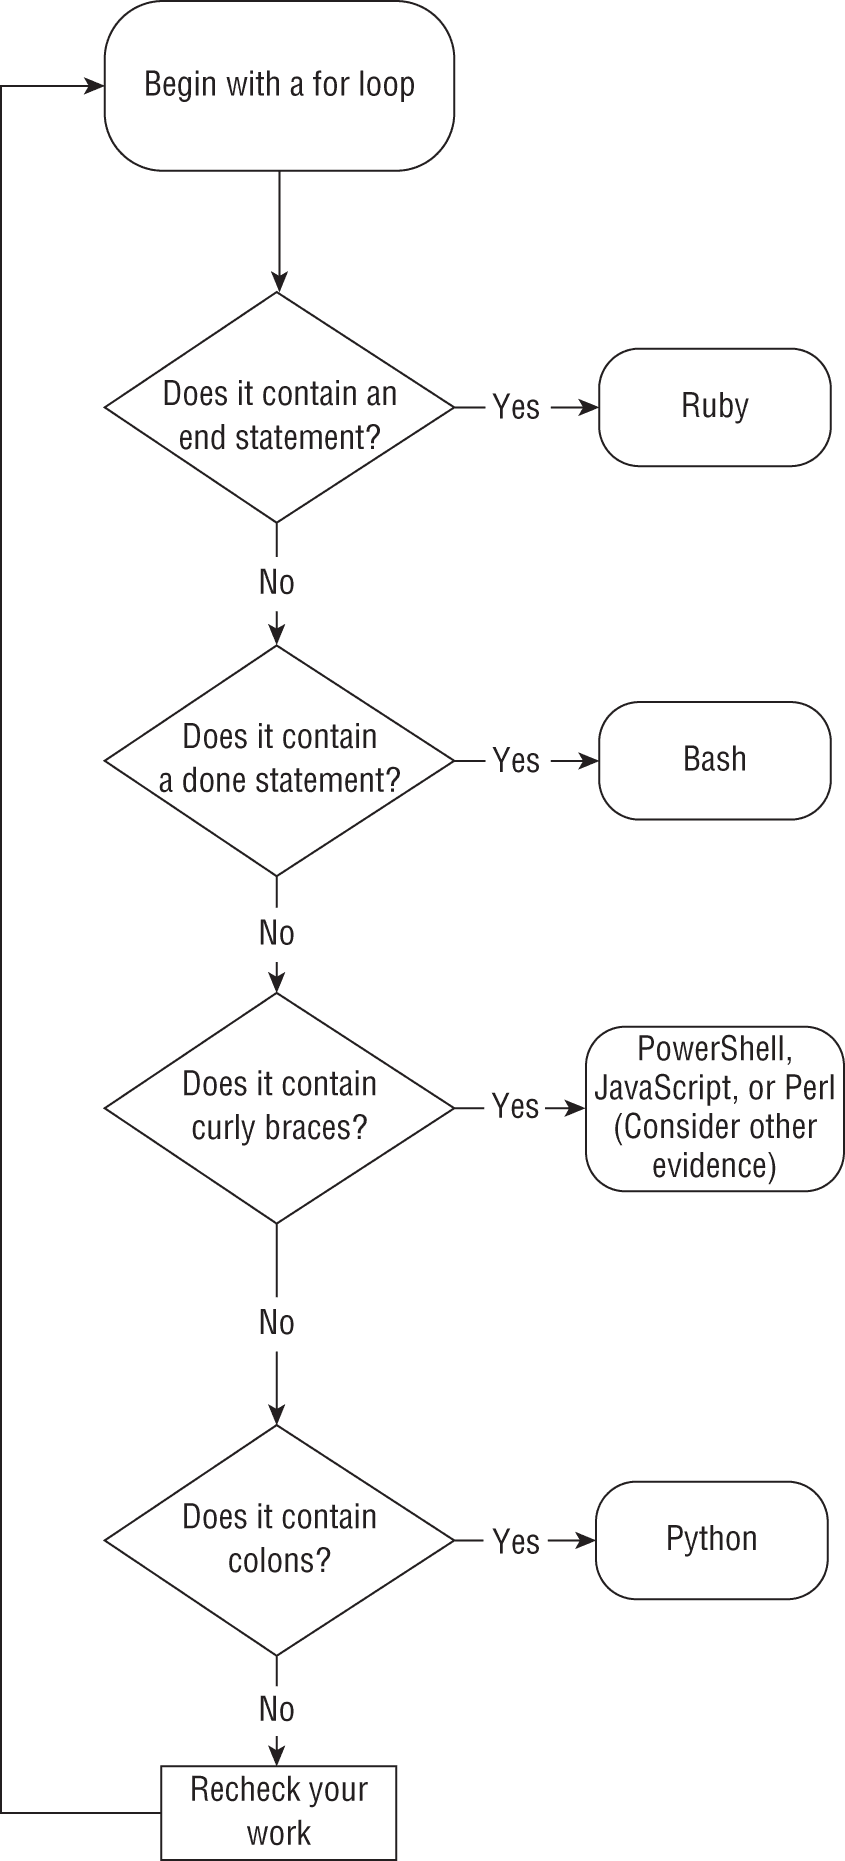 Begin with a for loop
Does it contain an
end statement?
Yes
Ruby
No
Does it contain
a done statement?
Yes
Bash
No
Does it contain
curly braces?
Yes
PowerShell,
JavaScript, or Perl
(Consider other
evidence)
No
Does it contain
colons?
Yes
Python
No
Recheck your
work